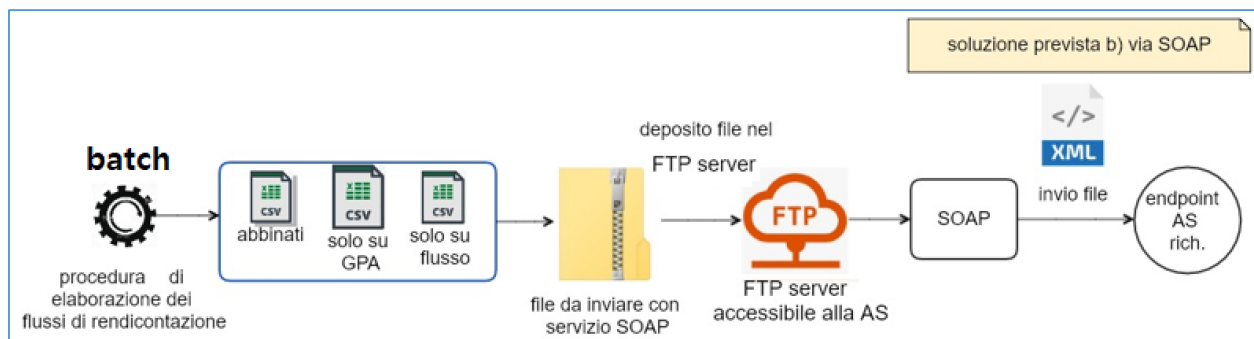 soluzione prevista b) via SOAP
batch
procedura di
elaborazione dei
flussi di rendicontazione
CSV
abbinati
CSV
solo su
GPA
CSV
solo su
flusso
file da inviare con
servizio SOAP
deposito file nel
FTP server
FTP
FTP server
accessibile alla AS
SOAP
</>
XML
invio file
endpoint
AS
rich.